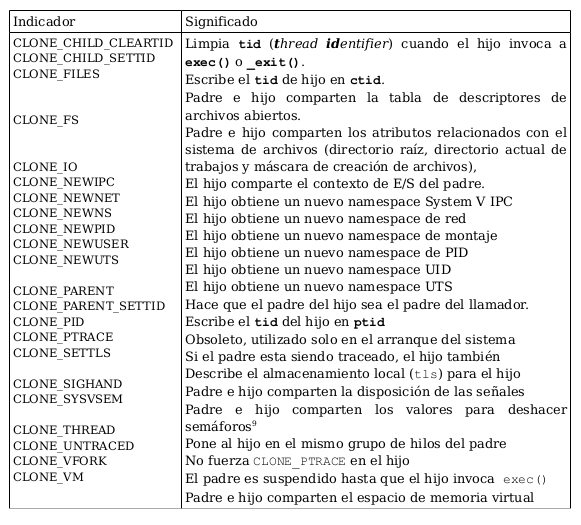 Indicador Significado
CLONE_CHILD_CLEARTID Limpia tid (thread identifier) cuando el hijo invoca a
CLONE_CHILD_SETTID exec() o _exit().
CLONE_FILES Escribe el tid de hijo en ctid.
Padre e hijo comparten la tabla de descriptores de
CLONE_FS archivos abiertos.
Padre e hijo comparten los atributos relacionados con el
sistema de archivos (directorio raíz, directorio actual de
CLONE_IO trabajos y máscara de creación de archivos),
CLONE_NEWIPC El hijo comparte el contexto de E/S del padre.
CLONE_NEWNET El hijo obtiene un nuevo namespace System V IPC
CLONE_NEWNS El hijo obtiene un nuevo namespace de red
CLONE_NEWPID El hijo obtiene un nuevo namespace de montaje
CLONE_NEWUSER El hijo obtiene un nuevo namespace de PID
CLONE_NEWUTS El hijo obtiene un nuevo namespace UID
El hijo obtiene un nuevo namespace UTS
CLONE_PARENT
CLONE_PARENT_SETTID Hace que el padre del hijo sea el padre del llamador.
CLONE_PID Escribe el tid del hijo en ptid
CLONE_PTRACE Obsoleto, utilizado solo en el arranque del sistema
CLONE_SETTLS Si el padre esta siendo traceado, el hijo también
Describe el almacenamiento local (tls) para el hijo
CLONE_SIGHAND Padre e hijo comparten la disposición de las señales
CLONE_SYSVSEM Padre e hijo comparten los valores para deshacer
CLONE_THREAD semáforos⁹
CLONE_UNTRACED Pone al hijo en el mismo grupo de hilos del padre
CLONE_VFORK No fuerza CLONE_PTRACE en el hijo
CLONE_VM El padre es suspendido hasta que el hijo invoca exec()
Padre e hijo comparten el espacio de memoria virtual